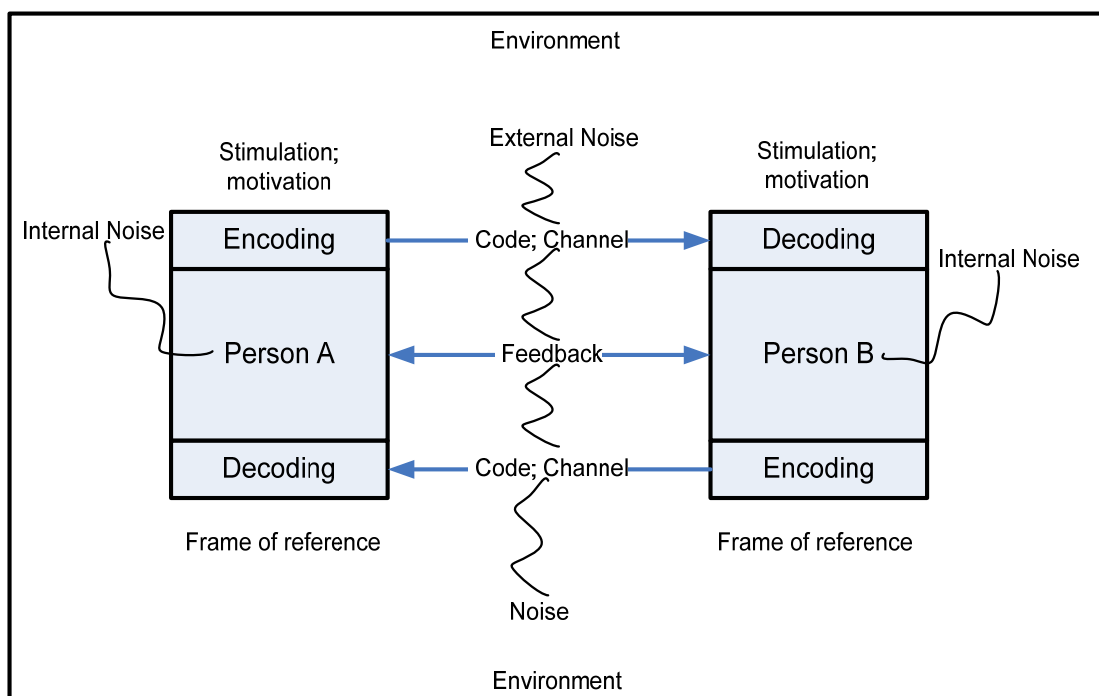 Environment
External Noise
Stimulation;
motivation
Stimulation;
motivation
Internal Noise
Encoding
Code; Channel
Decoding
Internal Noise
Person A
Feedback
Person B
Decoding
Code; Channel
Encoding
Frame of reference
Frame of reference
Noise
Environment